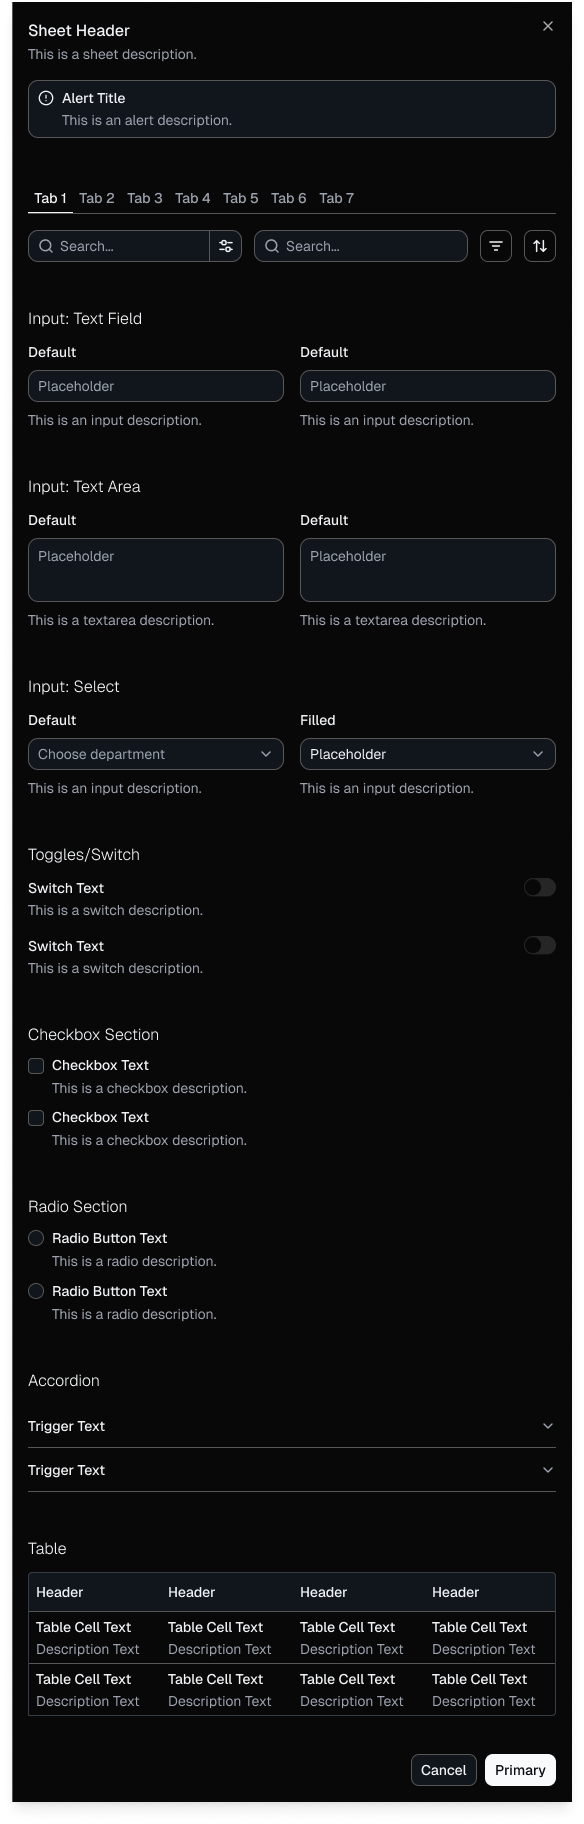 Sheet Header
This is a sheet description.
Alert Title
This is an alert description.
Tab 1 Tab 2 Tab 3 Tab 4 Tab 5 Tab 6 Tab 7
Search... Search...
Input: Text Field
Default Default
Placeholder Placeholder
This is an input description. This is an input description.
Input: Text Area
Default Default
Placeholder Placeholder
This is a textarea description. This is a textarea description.
Input: Select
Default Filled
Choose department Placeholder
This is an input description. This is an input description.
Toggles/Switch
Switch Text
This is a switch description.
Switch Text
This is a switch description.
Checkbox Section
Checkbox Text
This is a checkbox description.
Checkbox Text
This is a checkbox description.
Radio Section
Radio Button Text
This is a radio description.
Radio Button Text
This is a radio description.
Accordion
Trigger Text
Trigger Text
Table
Header Header Header Header
Table Cell Text Table Cell Text Table Cell Text Table Cell Text
Description Text Description Text Description Text Description Text
Table Cell Text Table Cell Text Table Cell Text Table Cell Text
Description Text Description Text Description Text Description Text
Cancel Primary